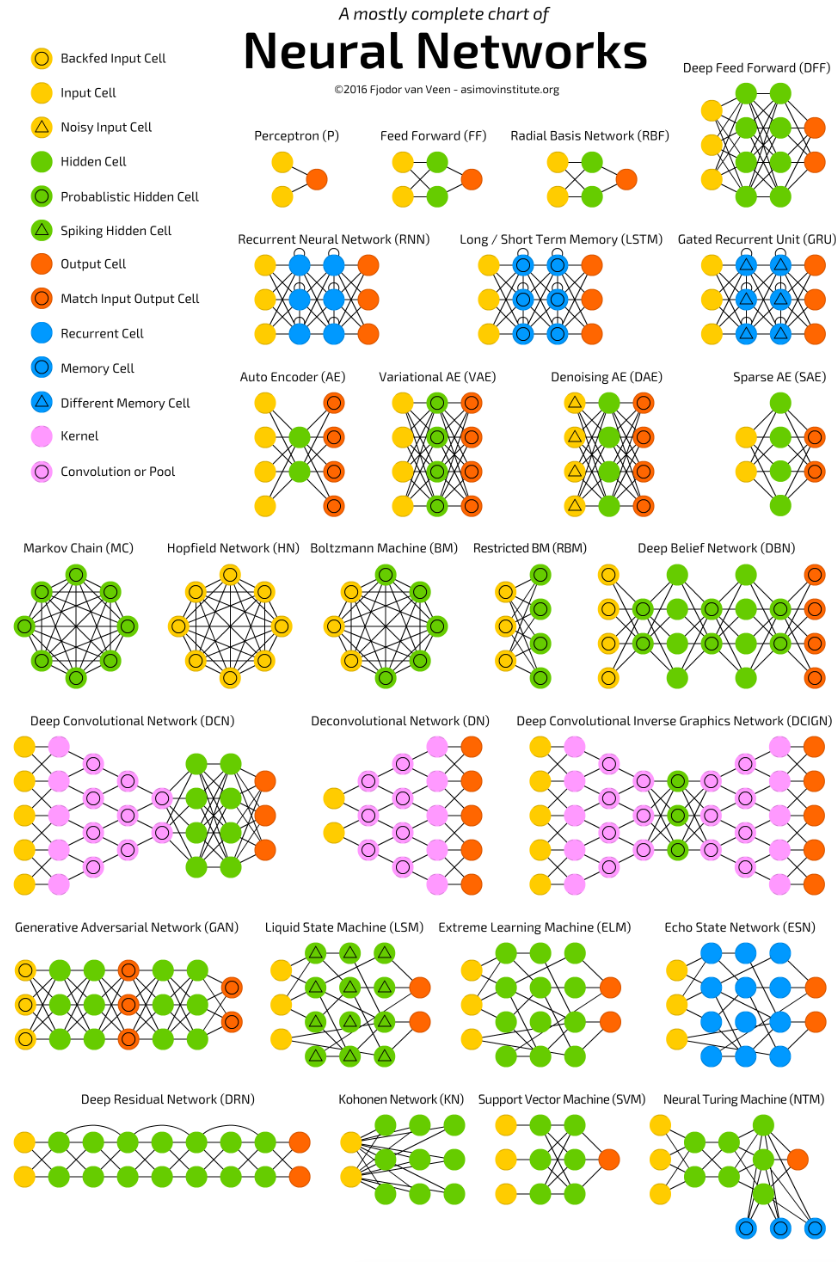 A mostly complete chart of
Neural Networks
©2016 Fjodor van Veen - asimovinstitute.org
Backfed Input Cell
Input Cell
Noisy Input Cell
Hidden Cell
Probablistic Hidden Cell
Spiking Hidden Cell
Output Cell
Match Input Output Cell
Recurrent Cell
Memory Cell
Different Memory Cell
Kernel
Convolution or Pool
Deep Feed Forward (DFF)
Perceptron (P)
Feed Forward (FF)
Radial Basis Network (RBF)
Recurrent Neural Network (RNN)
Long / Short Term Memory (LSTM)
Gated Recurrent Unit (GRU)
Auto Encoder (AE)
Variational AE (VAE)
Denoising AE (DAE)
Sparse AE (SAE)
Markov Chain (MC)
Hopfield Network (HN)
Boltzmann Machine (BM)
Restricted BM (RBM)
Deep Belief Network (DBN)
Deep Convolutional Network (DCN)
Deconvolutional Network (DN)
Deep Convolutional Inverse Graphics Network (DCIGN)
Generative Adversarial Network (GAN)
Liquid State Machine (LSM)
Extreme Learning Machine (ELM)
Echo State Network (ESN)
Deep Residual Network (DRN)
Kohonen Network (KN)
Support Vector Machine (SVM)
Neural Turing Machine (NTM)